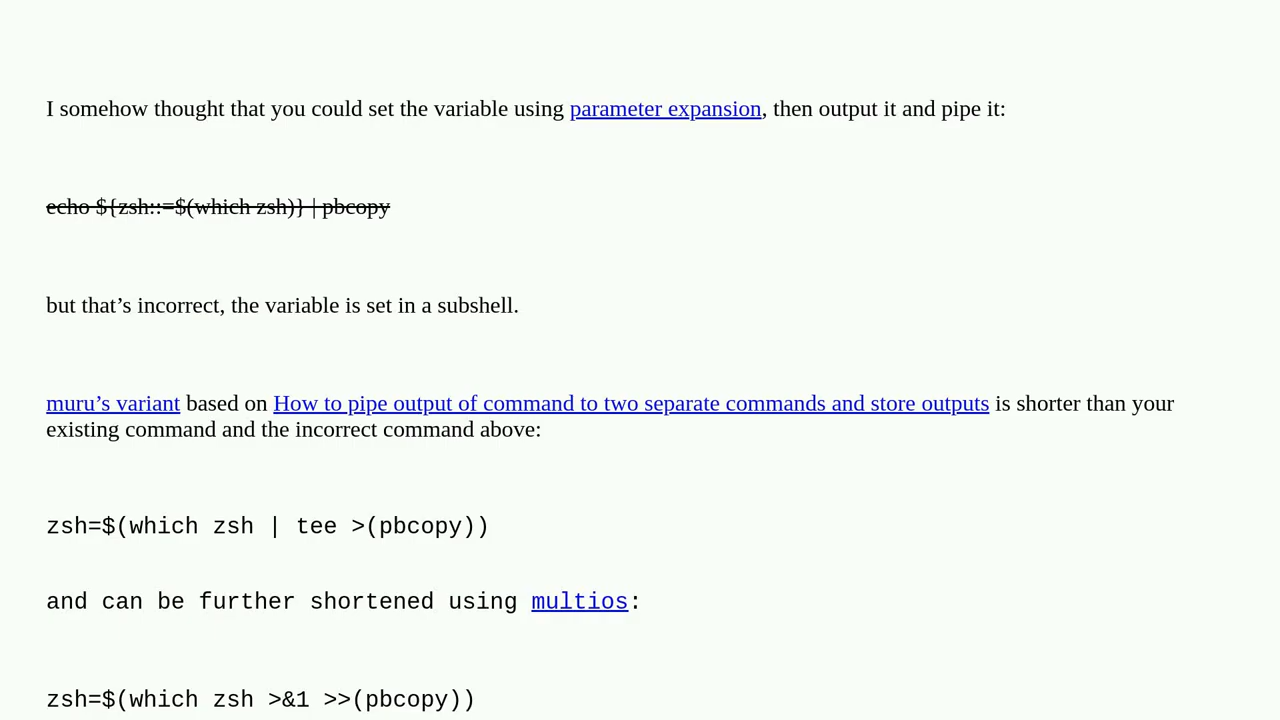 I somehow thought that you could set the variable using parameter expansion, then output it and pipe it:
echo ${zsh::=$(which zsh)} | pbcopy
but that’s incorrect, the variable is set in a subshell.
muru’s variant based on How to pipe output of command to two separate commands and store outputs is shorter than your
existing command and the incorrect command above:
zsh=$(which zsh | tee >(pbcopy))
and can be further shortened using multios:
zsh=$(which zsh >&1 >>(pbcopy))